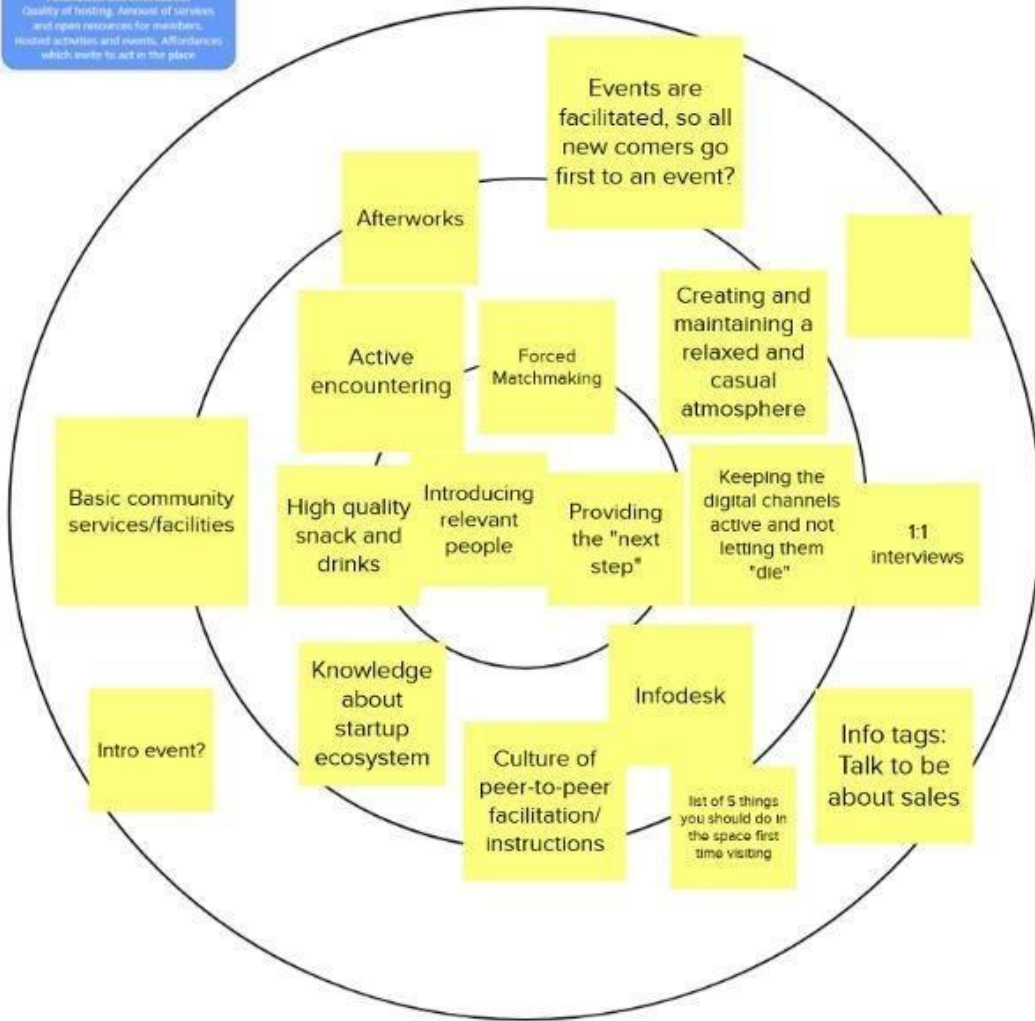 Quality of hosting. Amount of services
and open resources for members.
Hosted activities and events. Affordances
which invite to act in the place
Events are
facilitated, so all
new comers go
first to an event?
Afterworks
Creating and
maintaining a
relaxed and
casual
atmosphere
Active
encountering
Forced
Matchmaking
Basic community
services/facilities
High quality
snack and
drinks
Introducing
relevant
people
Providing
the "next
step"
Keeping the
digital channels
active and not
letting them
"die"
1:1
interviews
Knowledge
about
startup
ecosystem
Infodesk
Intro event?
Culture of
peer-to-peer
facilitation/
instructions
list of 5 things
you should do in
the space first
time visiting
Info tags:
Talk to be
about sales